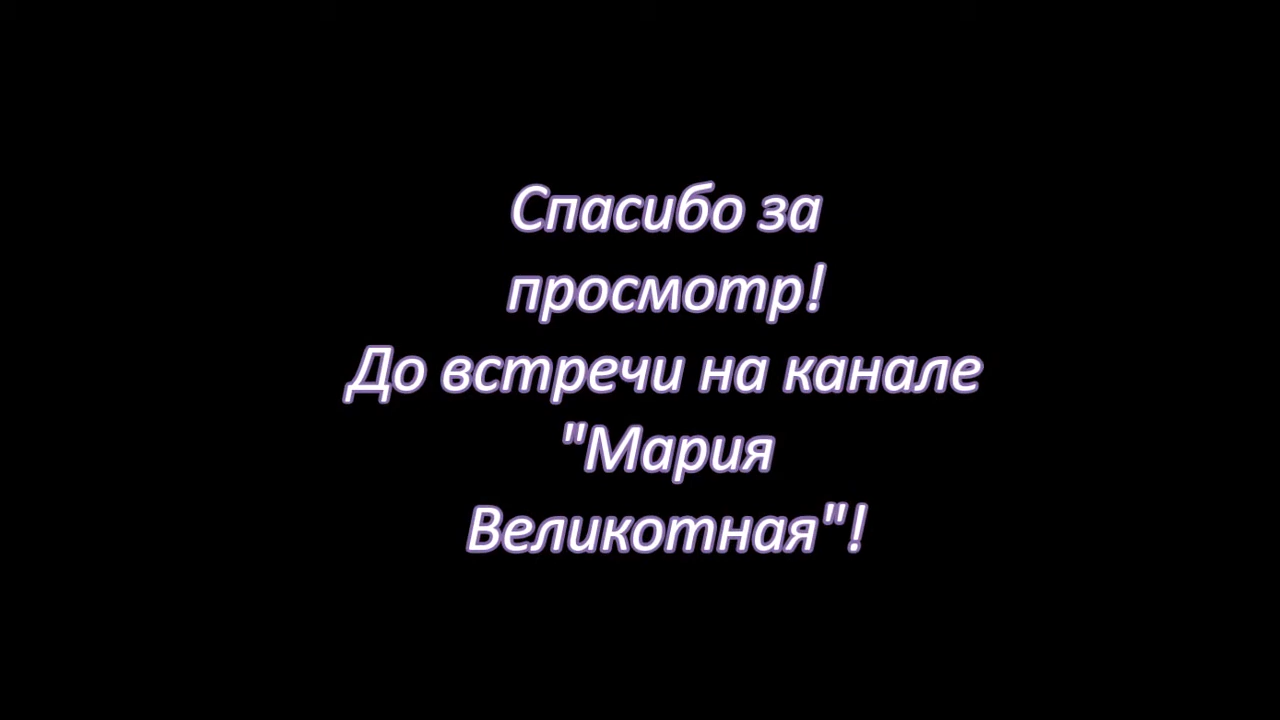 Спасибо за
просмотр!
До встречи на канале
"Мария
Великотная"!